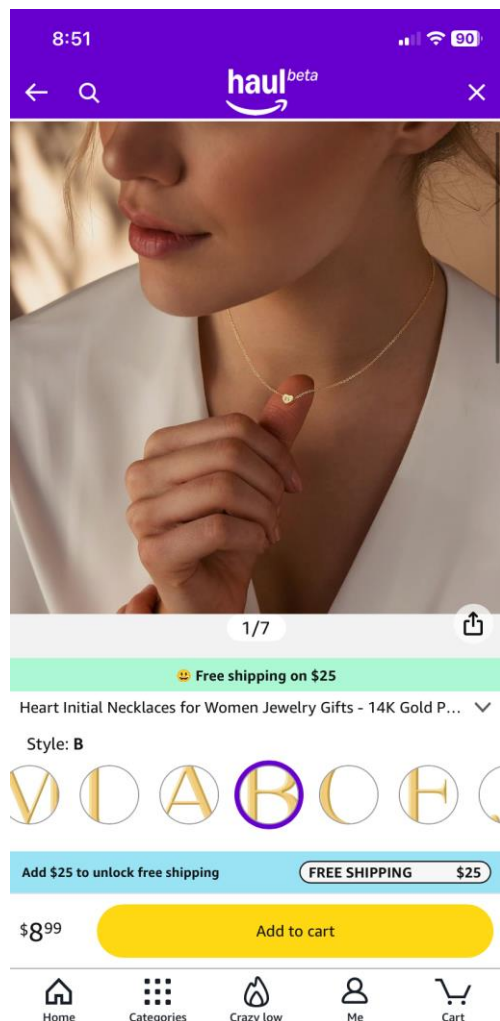 8:51
90
haul beta
1/7
😃 Free shipping on $25
Heart Initial Necklaces for Women Jewelry Gifts - 14K Gold P...
Style: B
A B C
Add $25 to unlock free shipping FREE SHIPPING $25
$8.99 Add to cart
Home Categories Crazy low Me Cart